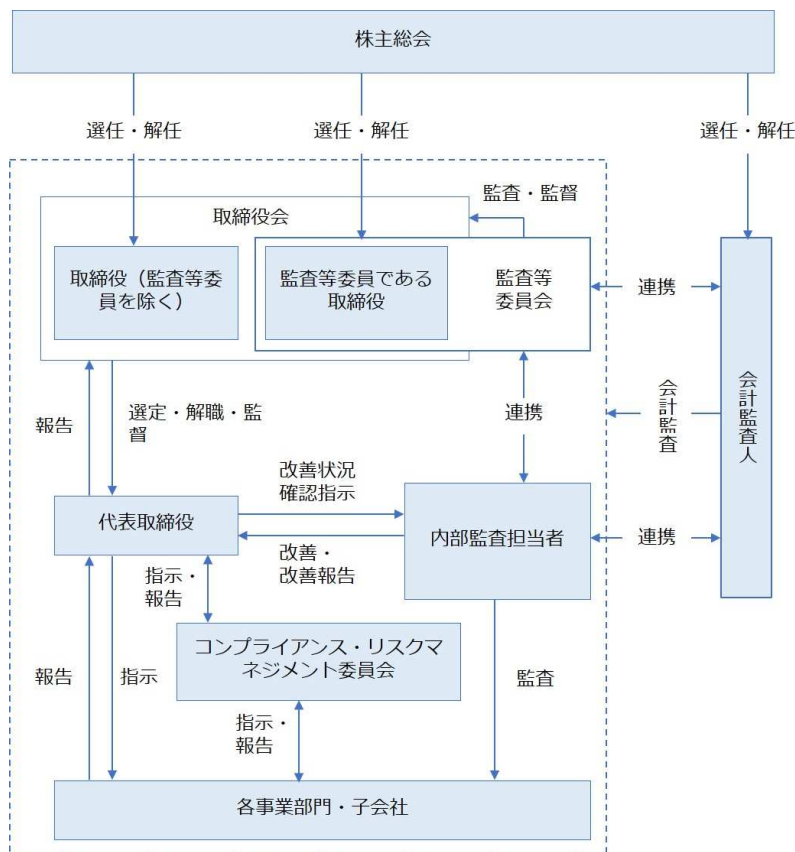 株主総会
選任・解任
選任・解任
選任・解任
監査・監督
取締役会
取締役（監査等委
員を除く）
監査等委員である
取締役
監査等
委員会
連携
会計監査人
会計監査
報告
選定・解職・監
督
連携
改善状況
確認指示
代表取締役
内部監査担当者
連携
改善・
改善報告
指示・
報告
コンプライアンス・リスクマ
ネジメント委員会
報告
指示
監査
指示・
報告
各事業部門・子会社